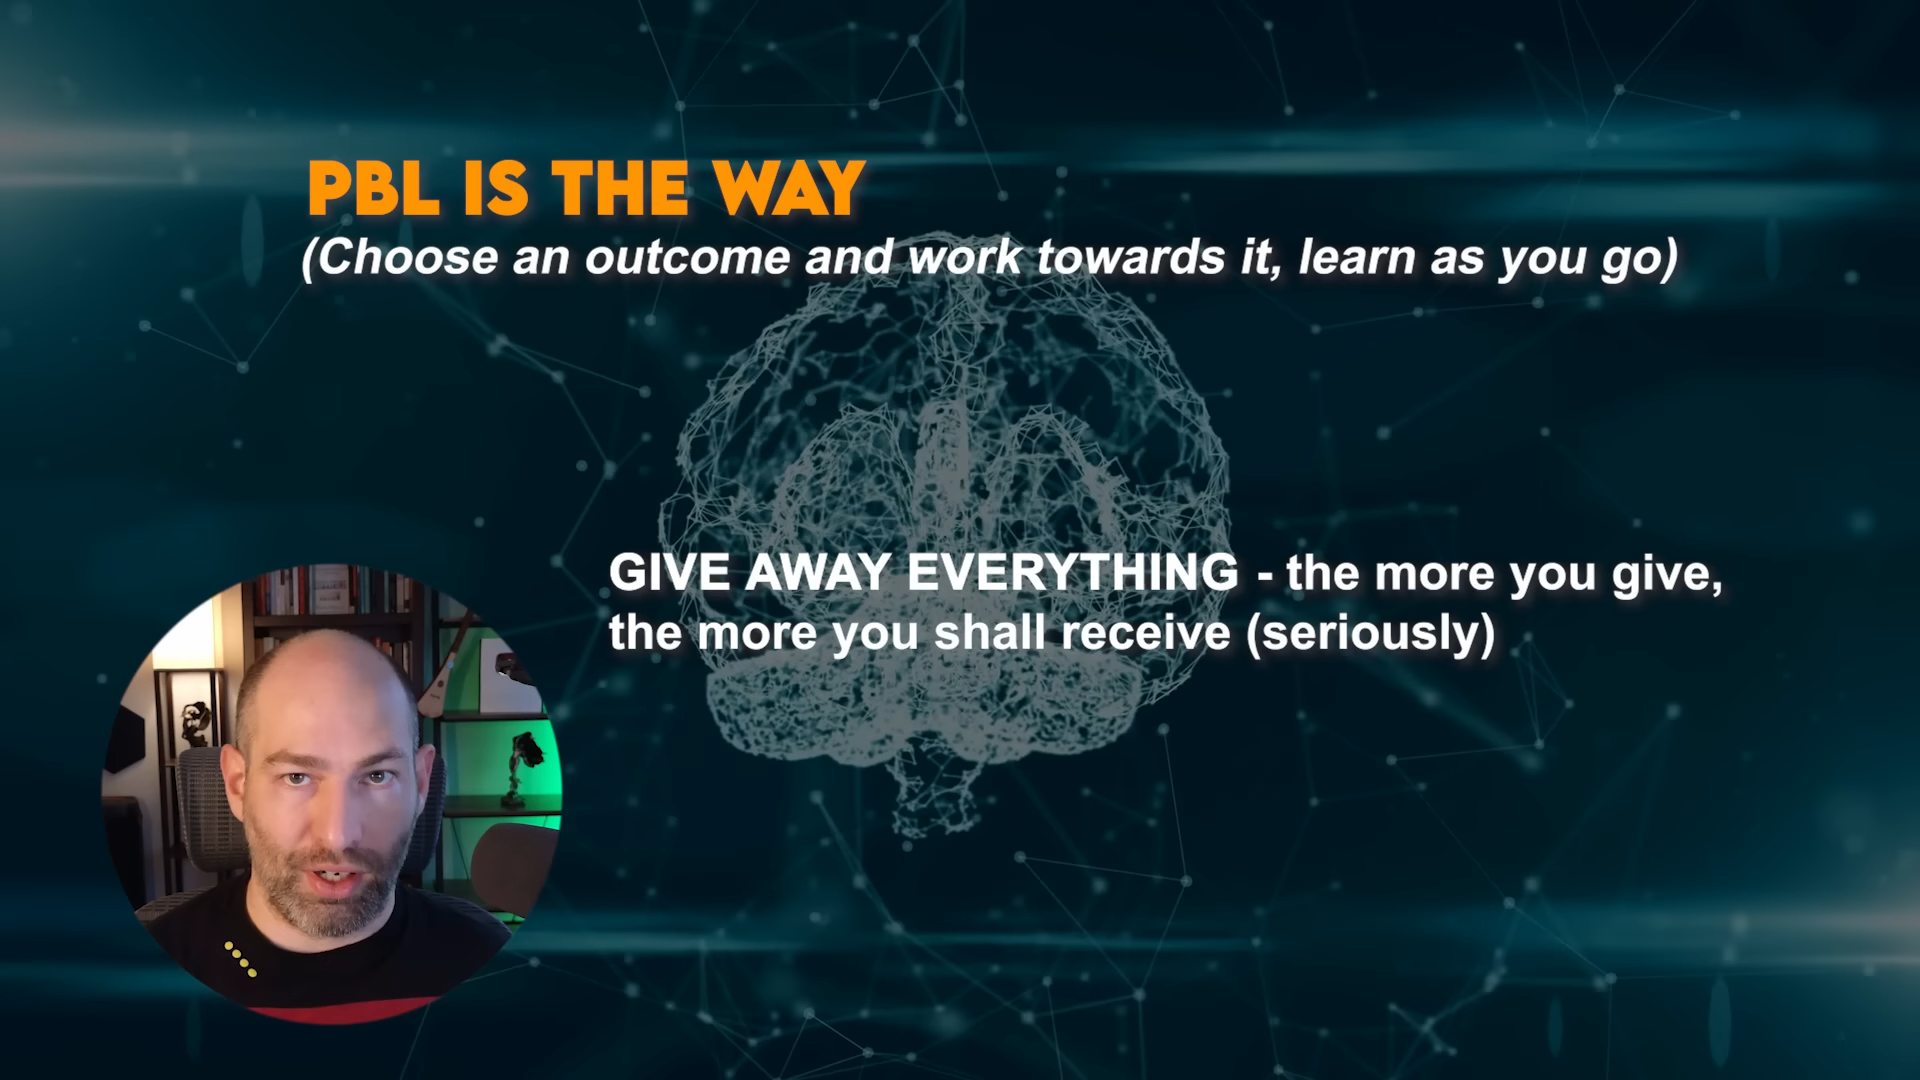 PBL IS THE WAY
(Choose an outcome and work towards it, learn as you go)
GIVE AWAY EVERYTHING - the more you give,
the more you shall receive (seriously)